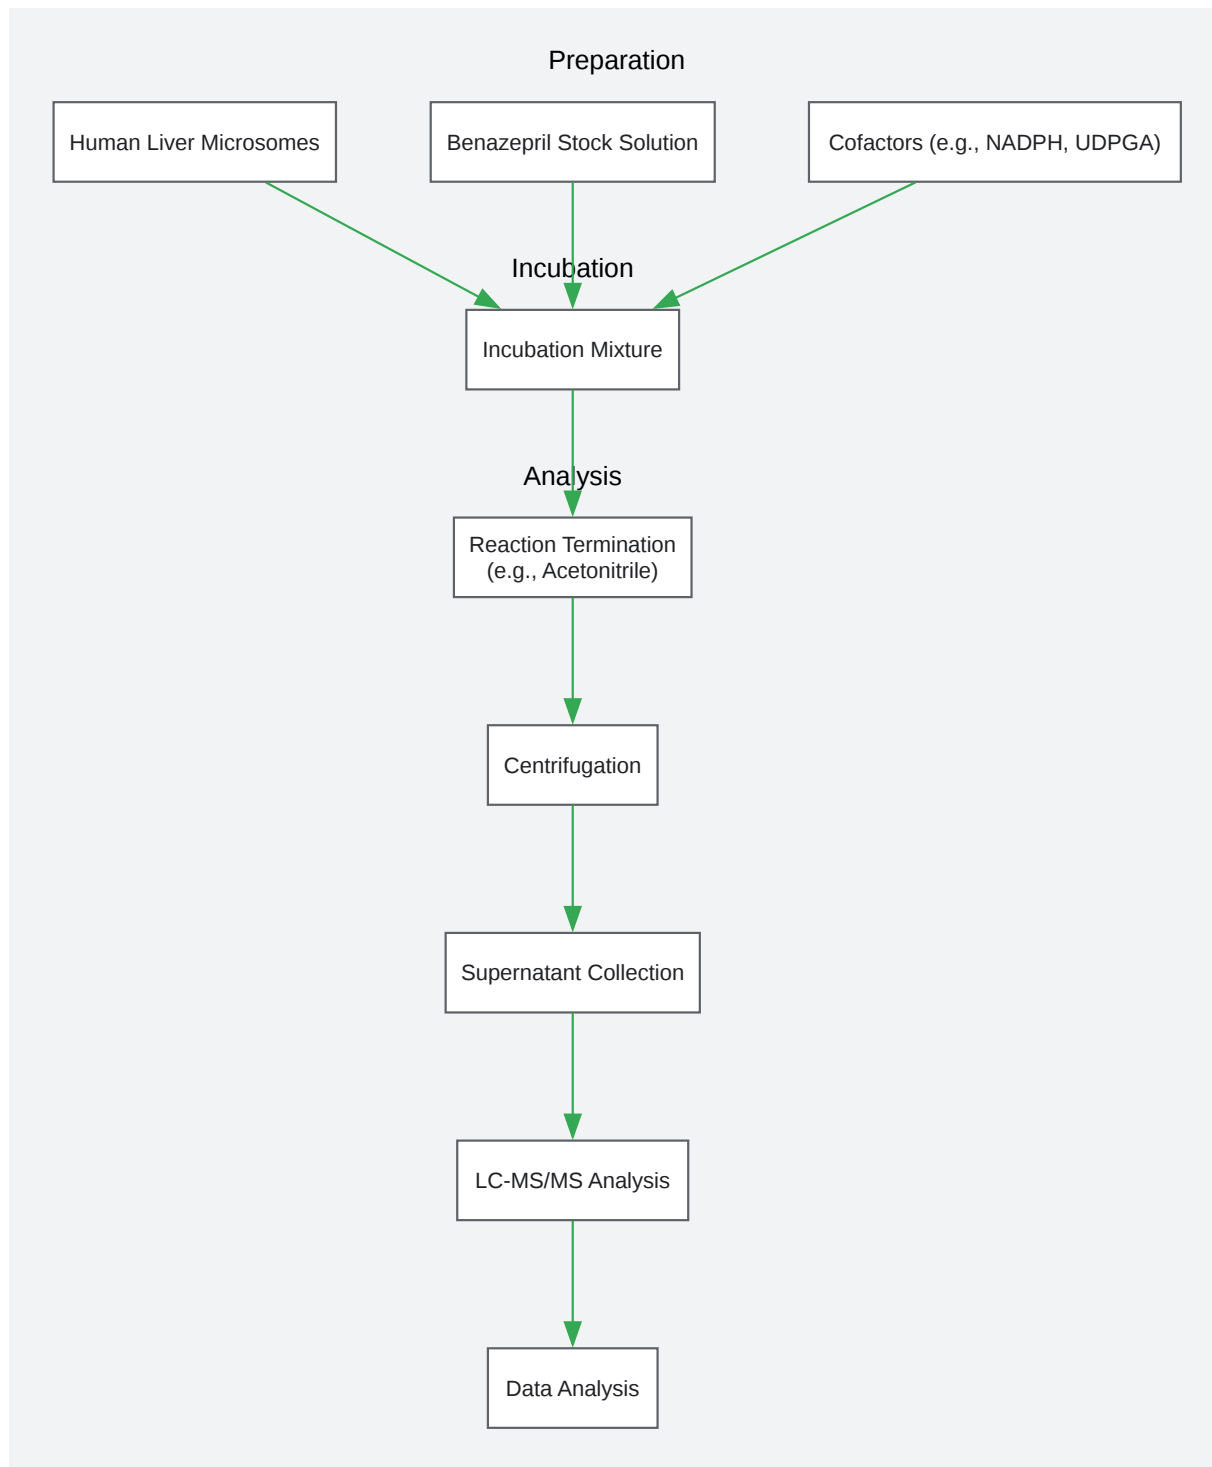 Preparation
Human Liver Microsomes
Benazepril Stock Solution
Cofactors (e.g., NADPH, UDPGA)
Incubation
Incubation Mixture
Analysis
Reaction Termination
(e.g., Acetonitrile)
Centrifugation
Supernatant Collection
LC-MS/MS Analysis
Data Analysis